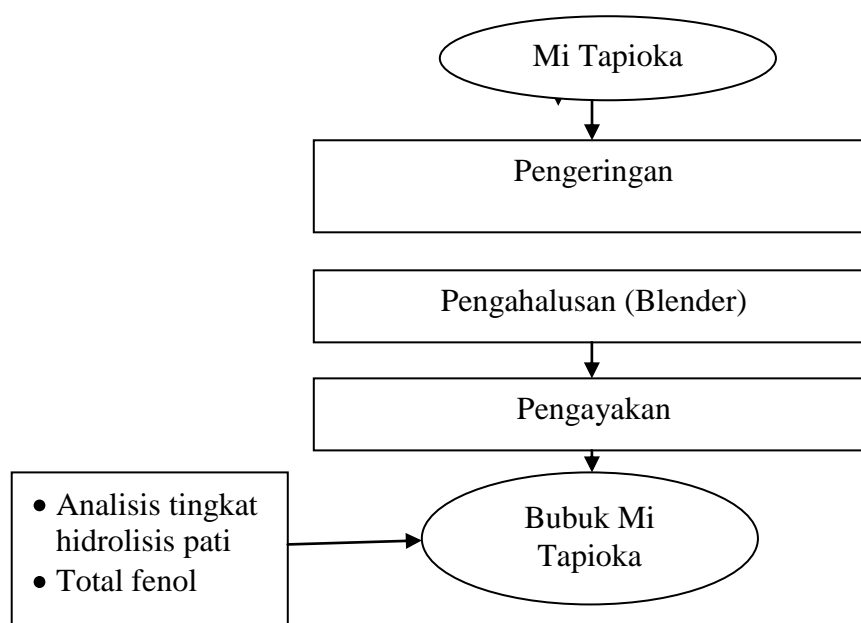 Mi Tapioka
Pengeringan
Pengahalusan (Blender)
Pengayakan
Bubuk Mi
Tapioka
• Analisis tingkat
hidrolisis pati
• Total fenol